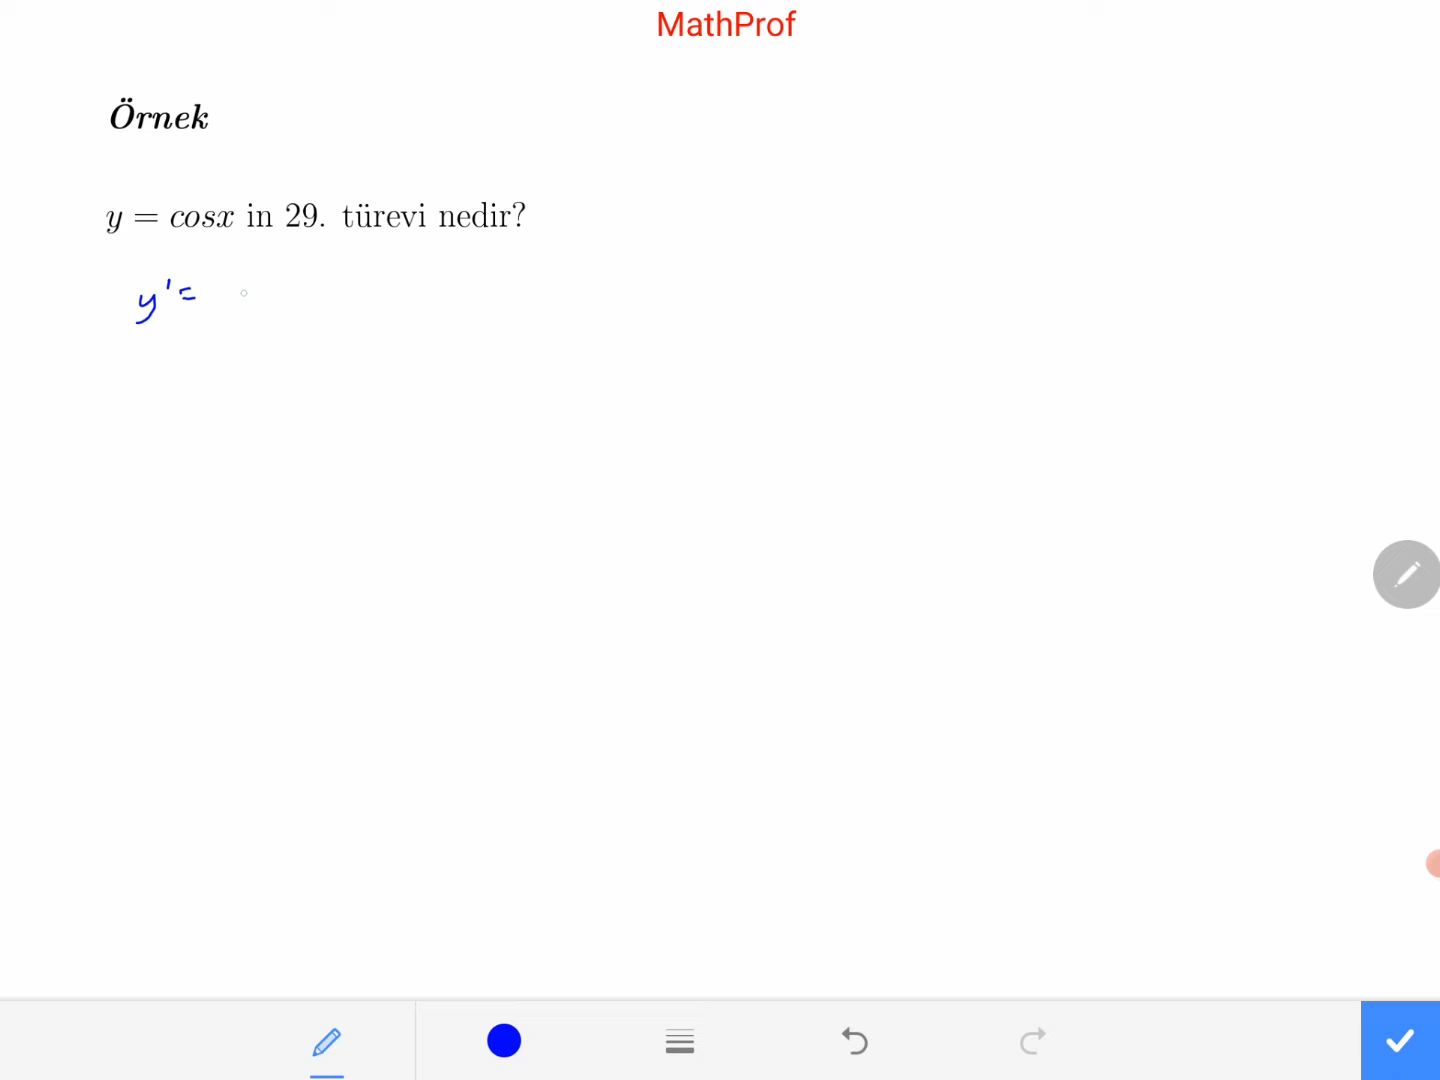 MathProf
Örnek
y = cosx in 29. türevi nedir?
y' =